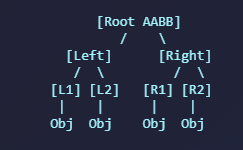 [Root AABB]
/ \
[Left] [Right]
/ \ / \
[L1] [L2] [R1] [R2]
| | | |
Obj Obj Obj Obj